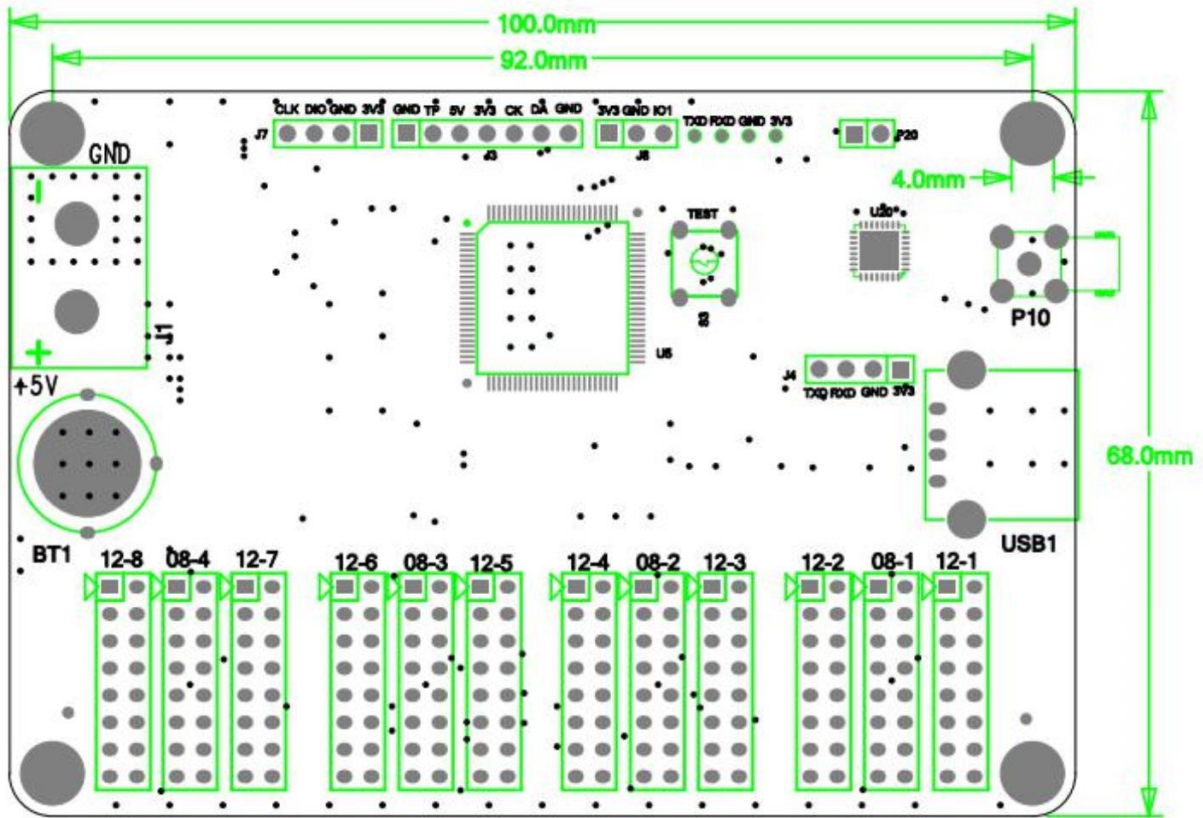 100.0mm
92.0mm
CLK DIO GND 3V3
GND TP 5V 3V3 CK DA GND
3V3 GND IO1
TXD RXD GND 3V3
J7
J3
J8
P20
GND
-
4.0mm
TEST
U20
S3
P10
J1
U5
+
+5V
J4
TXD RXD GND 3V3
68.0mm
BT1
USB1
12-8 08-4 12-7 12-6 08-3 12-5 12-4 08-2 12-3 12-2 08-1 12-1